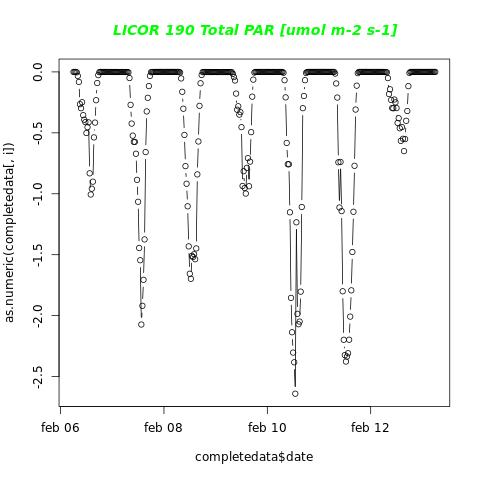 LICOR 190 Total PAR [umol m-2 s-1]
as.numeric(completedata[, i])
0.0
-0.5
-1.0
-1.5
-2.0
-2.5
feb 06
feb 08
feb 10
feb 12
completedata$date